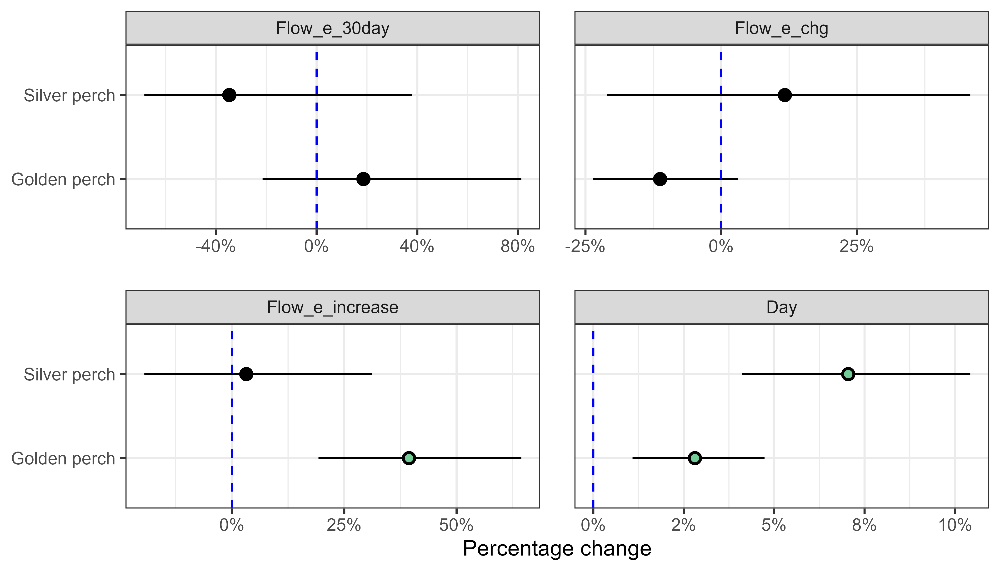 Flow_e_30day
Flow_e_chg
Silver perch
Golden perch
-40% 0% 40% 80%
-25% 0% 25%
Flow_e_increase
Day
Silver perch
Golden perch
0% 25% 50%
0% 2% 5% 8% 10%
Percentage change